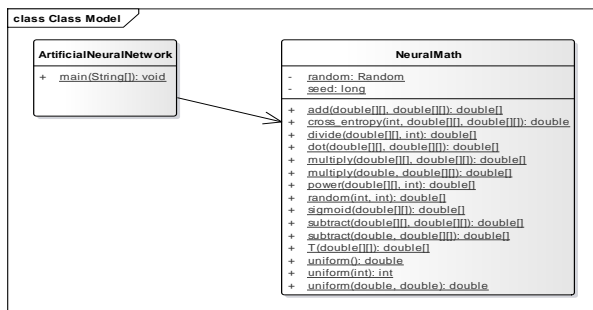 class Class Model
ArtificialNeuralNetwork
+ main(String[]): void
NeuralMath
- random: Random
- seed: long
+ add(double[][], double[][]): double[]
+ cross_entropy(int, double[][], double[][]): double
+ divide(double[][], int): double[]
+ dot(double[][], double[][]): double[]
+ multiply(double[][], double[][]): double[]
+ multiply(double, double[][]): double[]
+ power(double[][], int): double[]
+ random(int, int): double[]
+ sigmoid(double[][]): double[]
+ subtract(double[][], double[][]): double[]
+ subtract(double, double[][]): double[]
+ T(double[][]): double[]
+ uniform(): double
+ uniform(int): int
+ uniform(double, double): double